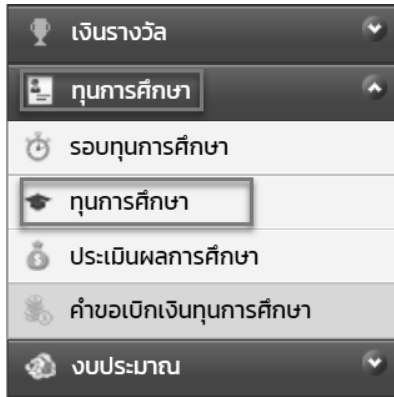 เงินรางวัล
ทุนการศึกษา
รอบทุนการศึกษา
ทุนการศึกษา
ประเมินผลการศึกษา
คำขอเบิกเงินทุนการศึกษา
งบประมาณ